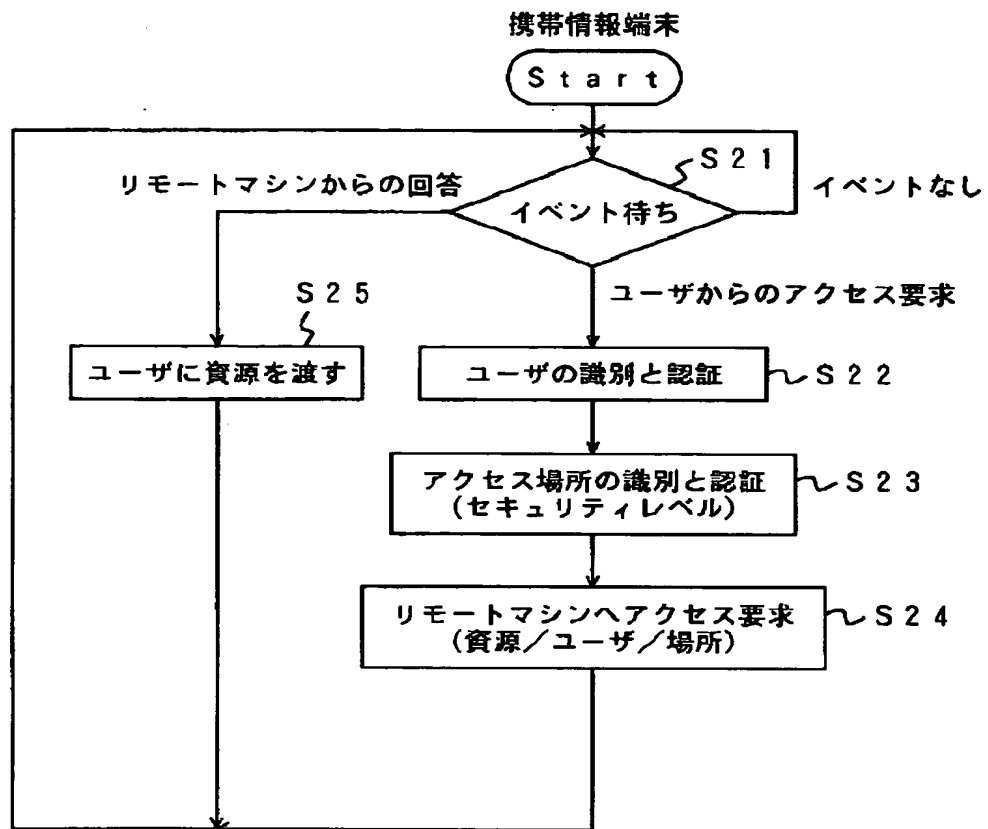 携帯情報端末
Start
S21
リモートマシンからの回答
イベントなし
イベント待ち
ユーザからのアクセス要求
S25
ユーザに資源を渡す
ユーザの識別と認証
S22
アクセス場所の識別と認証
(セキュリティレベル)
S23
リモートマシンへアクセス要求
(資源/ユーザ/場所)
S24